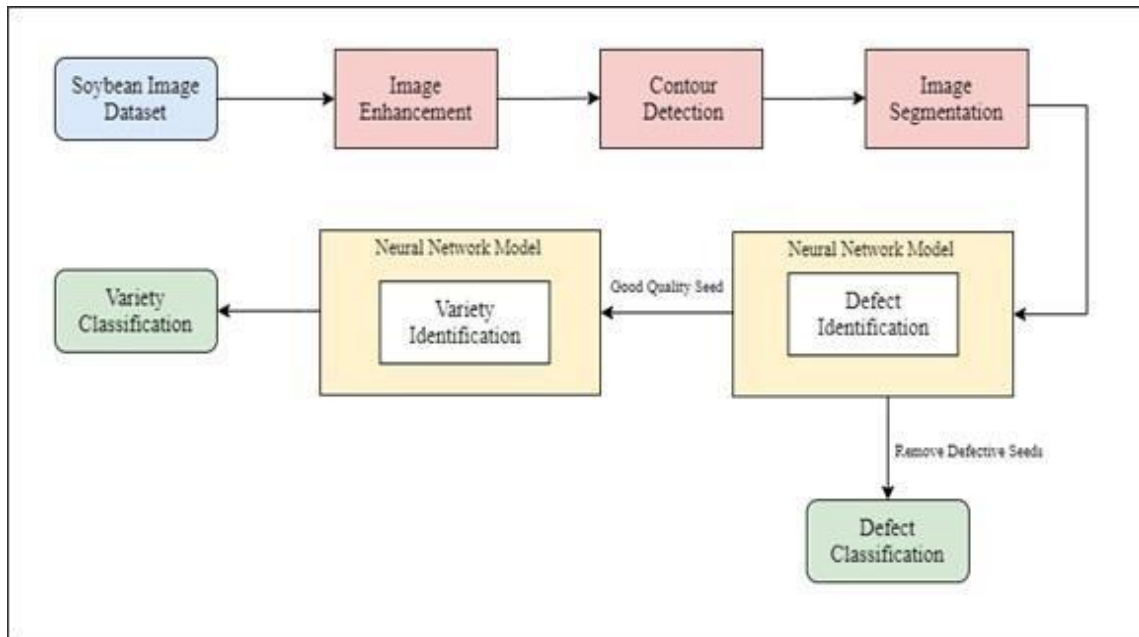 Soybean Image
Dataset
Image
Enhancement
Contour
Detection
Image
Segmentation
Neural Network Model
Defect
Identification
Good Quality Seed
Neural Network Model
Variety
Identification
Variety
Classification
Remove Defective Seeds
Defect
Classification